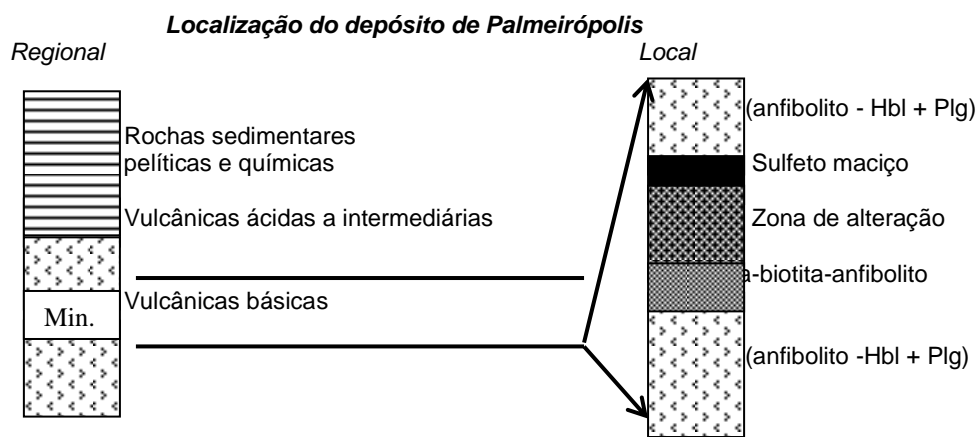 Localização do depósito de Palmeirópolis
Regional
Local
Rochas sedimentares
pelíticas e químicas
Vulcânicas ácidas a intermediárias
Vulcânicas básicas
Min.
(anfibolito - Hbl + Plg)
Sulfeto maciço
Zona de alteração
a-biotita-anfibolito
(anfibolito -Hbl + Plg)